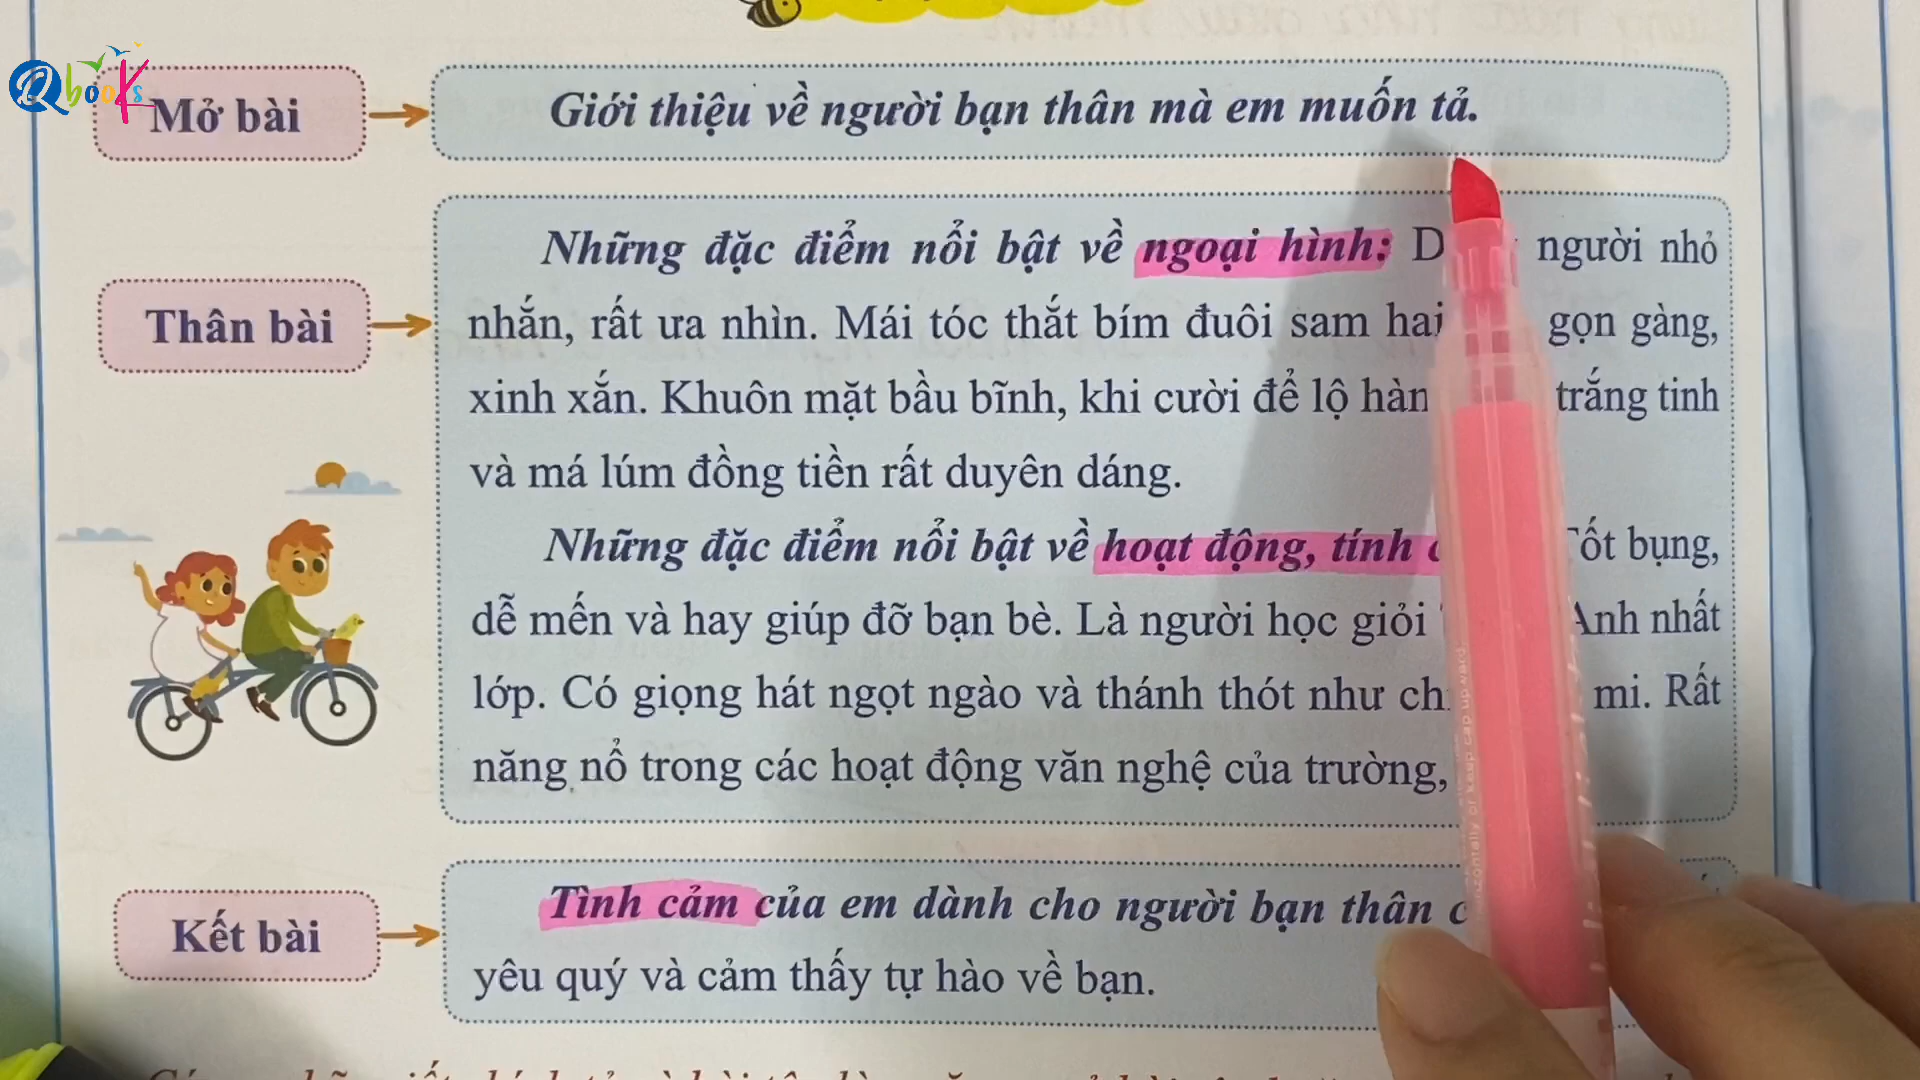 Qbooks
Mở bài
Giới thiệu về người bạn thân mà em muốn tả.
Thân bài
Những đặc điểm nổi bật về ngoại hình: người nhỏ
nhắn, rất ưa nhìn. Mái tóc thắt bím đuôi sam hai gọn gàng,
xinh xắn. Khuôn mặt bầu bĩnh, khi cười để lộ trắng tinh
và má lúm đồng tiền rất duyên dáng.
Những đặc điểm nổi bật về hoạt động, tính Tốt bụng,
dễ mến và hay giúp đỡ bạn bè. Là người học giỏi Anh nhất
lớp. Có giọng hát ngọt ngào và thánh thót như mi. Rất
năng nổ trong các hoạt động văn nghệ của trường,
Kết bài
Tình cảm của em dành cho người bạn thân
yêu quý và cảm thấy tự hào về bạn.